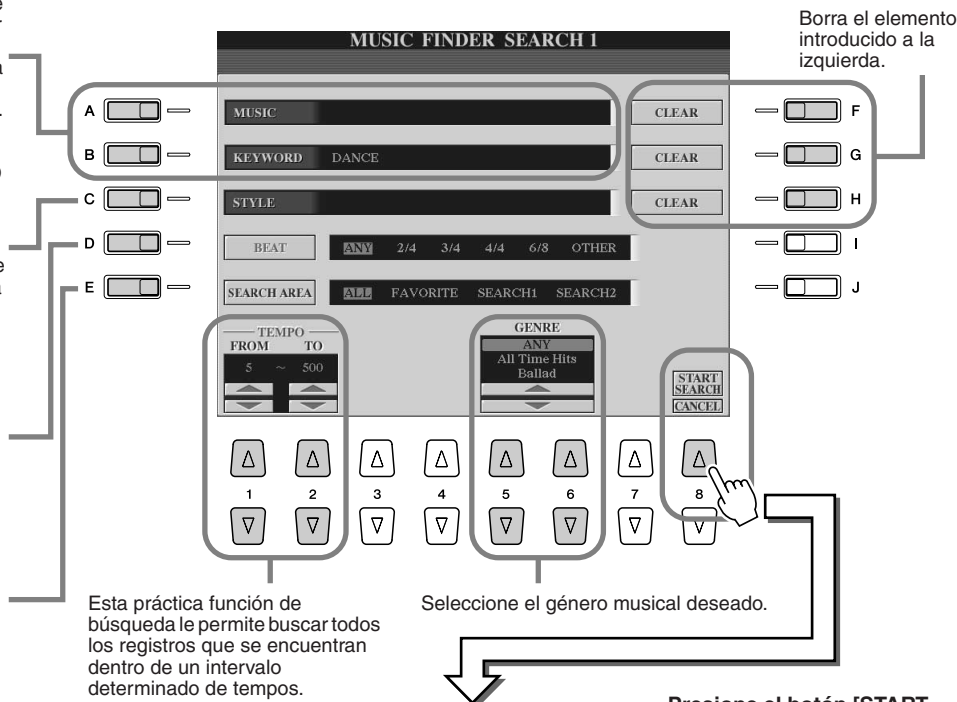 Borra el elemento
introducido a la
izquierda.
MUSIC FINDER SEARCH 1
A
MUSIC
CLEAR
F
B
KEYWORD DANCE
CLEAR
G
C
STYLE
CLEAR
H
D
BEAT ANY 2/4 3/4 4/4 6/8 OTHER
I
E
SEARCH AREA ALL FAVORITE SEARCH1 SEARCH2
J
TEMPO
FROM TO
5 ~ 500
GENRE
ANY
All Time Hits
Ballad
START
SEARCH
CANCEL
1 2 3 4 5 6 7 8
Esta práctica función de
búsqueda le permite buscar todos
los registros que se encuentran
dentro de un intervalo
determinado de tempos.
Seleccione el género musical deseado.
Presione el botón [START